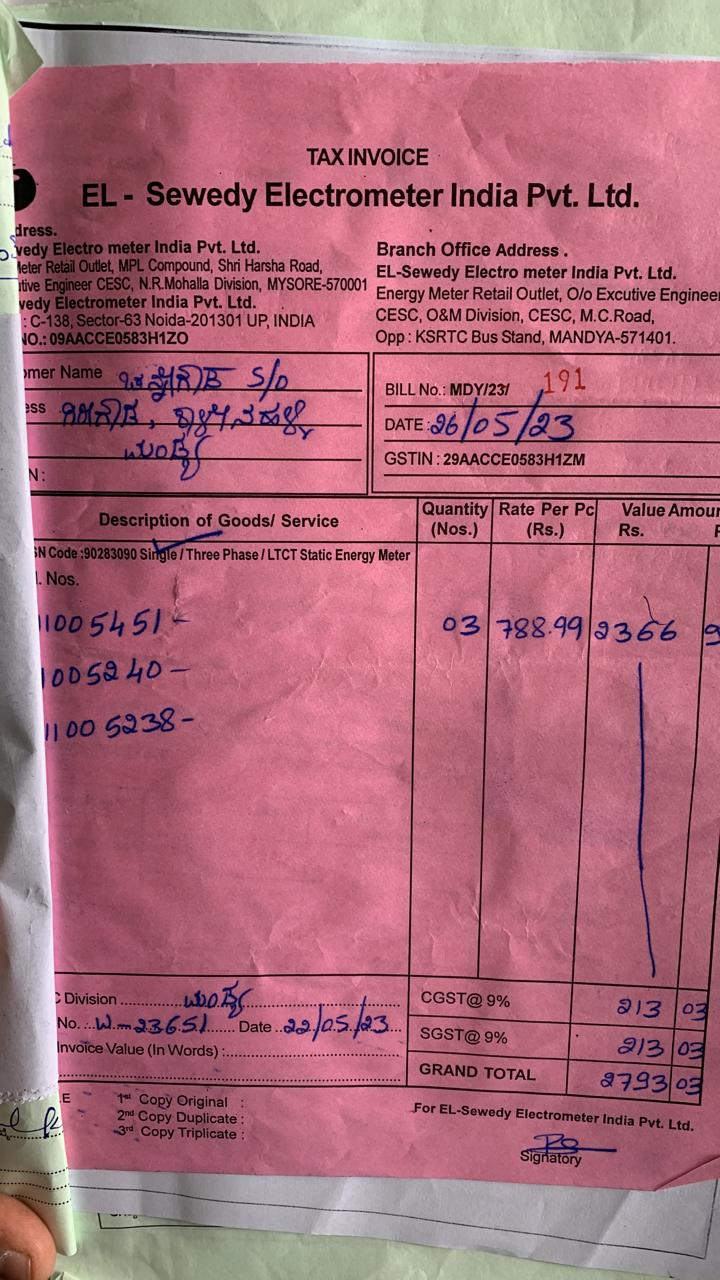 TAX INVOICE
EL - Sewedy Electrometer India Pvt. Ltd.
dress.
wedy Electro meter India Pvt. Ltd.
Meter Retail Outlet, MPL Compound, Shri Harsha Road,
utive Engineer CESC, N.R.Mohalla Division, MYSORE-570001
wedy Electrometer India Pvt. Ltd.
: C-138, Sector-63 Noida-201301 UP, INDIA
NO.: 09AACCE0583H1ZO
Branch Office Address .
EL-Sewedy Electro meter India Pvt. Ltd.
Energy Meter Retail Outlet, O/o Excutive Engineer
CESC, O&M Division, CESC, M.C.Road,
Opp : KSRTC Bus Stand, MANDYA-571401.
omer Name S/O
ess
ಮಂಡ್ಯ
N:
BILL No.: MDY/23/ 191
DATE : 26/05/23
GSTIN : 29AACCE0583H1ZM
Description of Goods/ Service
Quantity (Nos.)
Rate Per Pc (Rs.)
Value Amour
Rs.
SN Code :90283090 Single / Three Phase / LTCT Static Energy Meter
l. Nos.
11005451 - 03 788.99 2366
1005240 -
11005238 -
C Division ಮಂಡ್ಯ
No. W-23651 Date 22/05/23
Invoice Value (In Words) :
CGST@ 9% 213 03
SGST@ 9% 213 03
GRAND TOTAL 2793 03
E 1st Copy Original :
2nd Copy Duplicate :
3rd Copy Triplicate :
For EL-Sewedy Electrometer India Pvt. Ltd.
Signatory